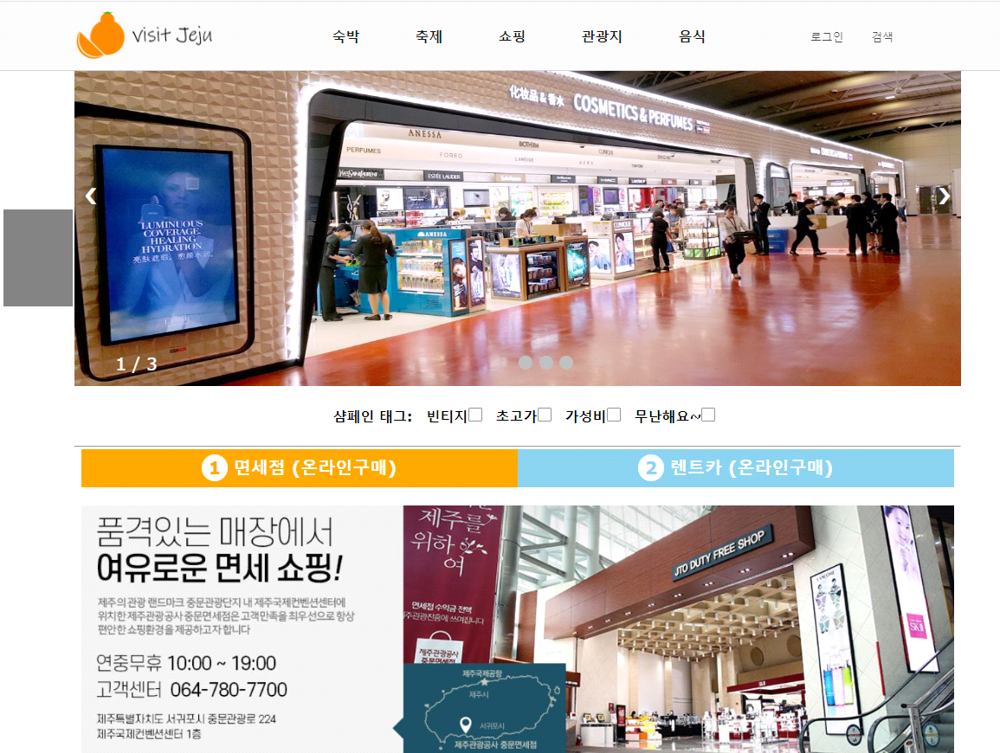 visit Jeju
숙박 축제 쇼핑 관광지 음식 로그인 검색
化妆品 & 香水 COSMETICS & PERFUMES
ANESSA
PERFUMES
FOREO
BIOTHERM
CLINIQUE
LANEIGE
YVES SAINT LAURENT
ESTĒE LAUDER
ANESSA
CLINIQUE
LUMINOUS
COVERAGE.
HEALING
HYDRATION.
❮
❯
1 / 3
샴페인 태그: 빈티지 초고가 가성비 무난해요~
1 면세점 (온라인구매)
2 렌트카 (온라인구매)
품격있는 매장에서
여유로운 면세 쇼핑!
제주의 관광 랜드마크 중문관광단지 내 제주국제컨벤션센터에
위치한 제주관광공사 중문면세점은 고객만족을 최우선으로 항상
편안한 쇼핑환경을 제공하고자 합니다
연중무휴 10:00 ~ 19:00
고객센터 064-780-7700
제주특별자치도 서귀포시 중문관광로 224
제주국제컨벤션센터 1층
제주를
위하
여
면세점 수익금 전액
제주관광진흥에 쓰여집니다
제주관광공사
중문면세점
제주국제공항
제주시
서귀포시
제주관광공사 중문면세점
JTO DUTY FREE SHOP
LANCOME
SK-II